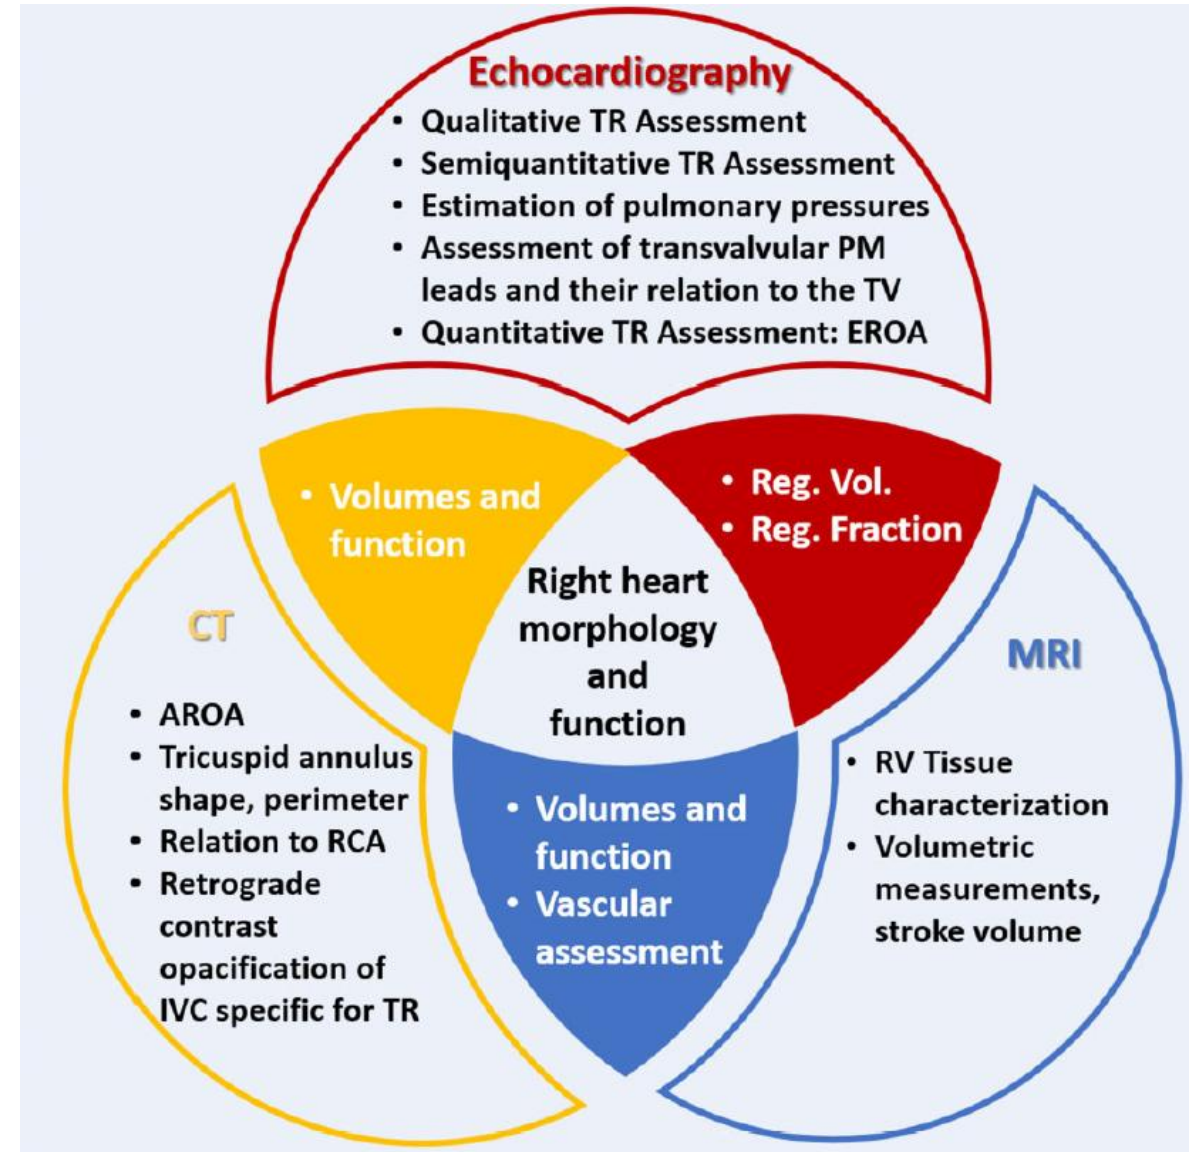 Echocardiography
• Qualitative TR Assessment
• Semiquantitative TR Assessment
• Estimation of pulmonary pressures
• Assessment of transvalvular PM
leads and their relation to the TV
• Quantitative TR Assessment: EROA
• Volumes and
function
• Reg. Vol.
• Reg. Fraction
Right heart
morphology
and
function
CT
• AROA
• Tricuspid annulus
shape, perimeter
• Relation to RCA
• Retrograde
contrast
opacification of
IVC specific for TR
• Volumes and
function
• Vascular
assessment
MRI
• RV Tissue
characterization
• Volumetric
measurements,
stroke volume